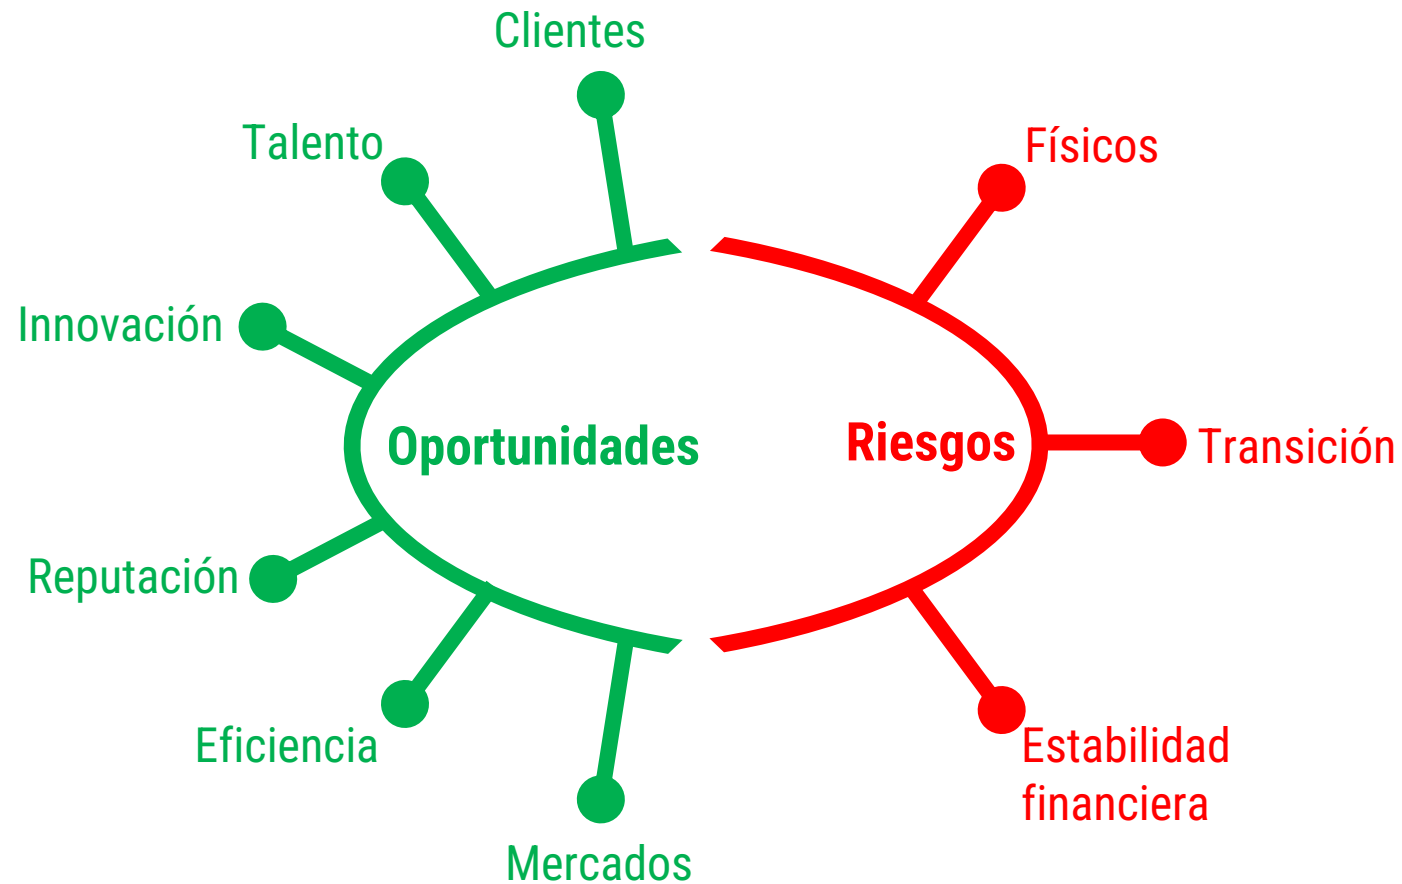 Clientes
Talento
Físicos
Innovación
Oportunidades
Riesgos
Transición
Reputación
Eficiencia
Estabilidad
financiera
Mercados